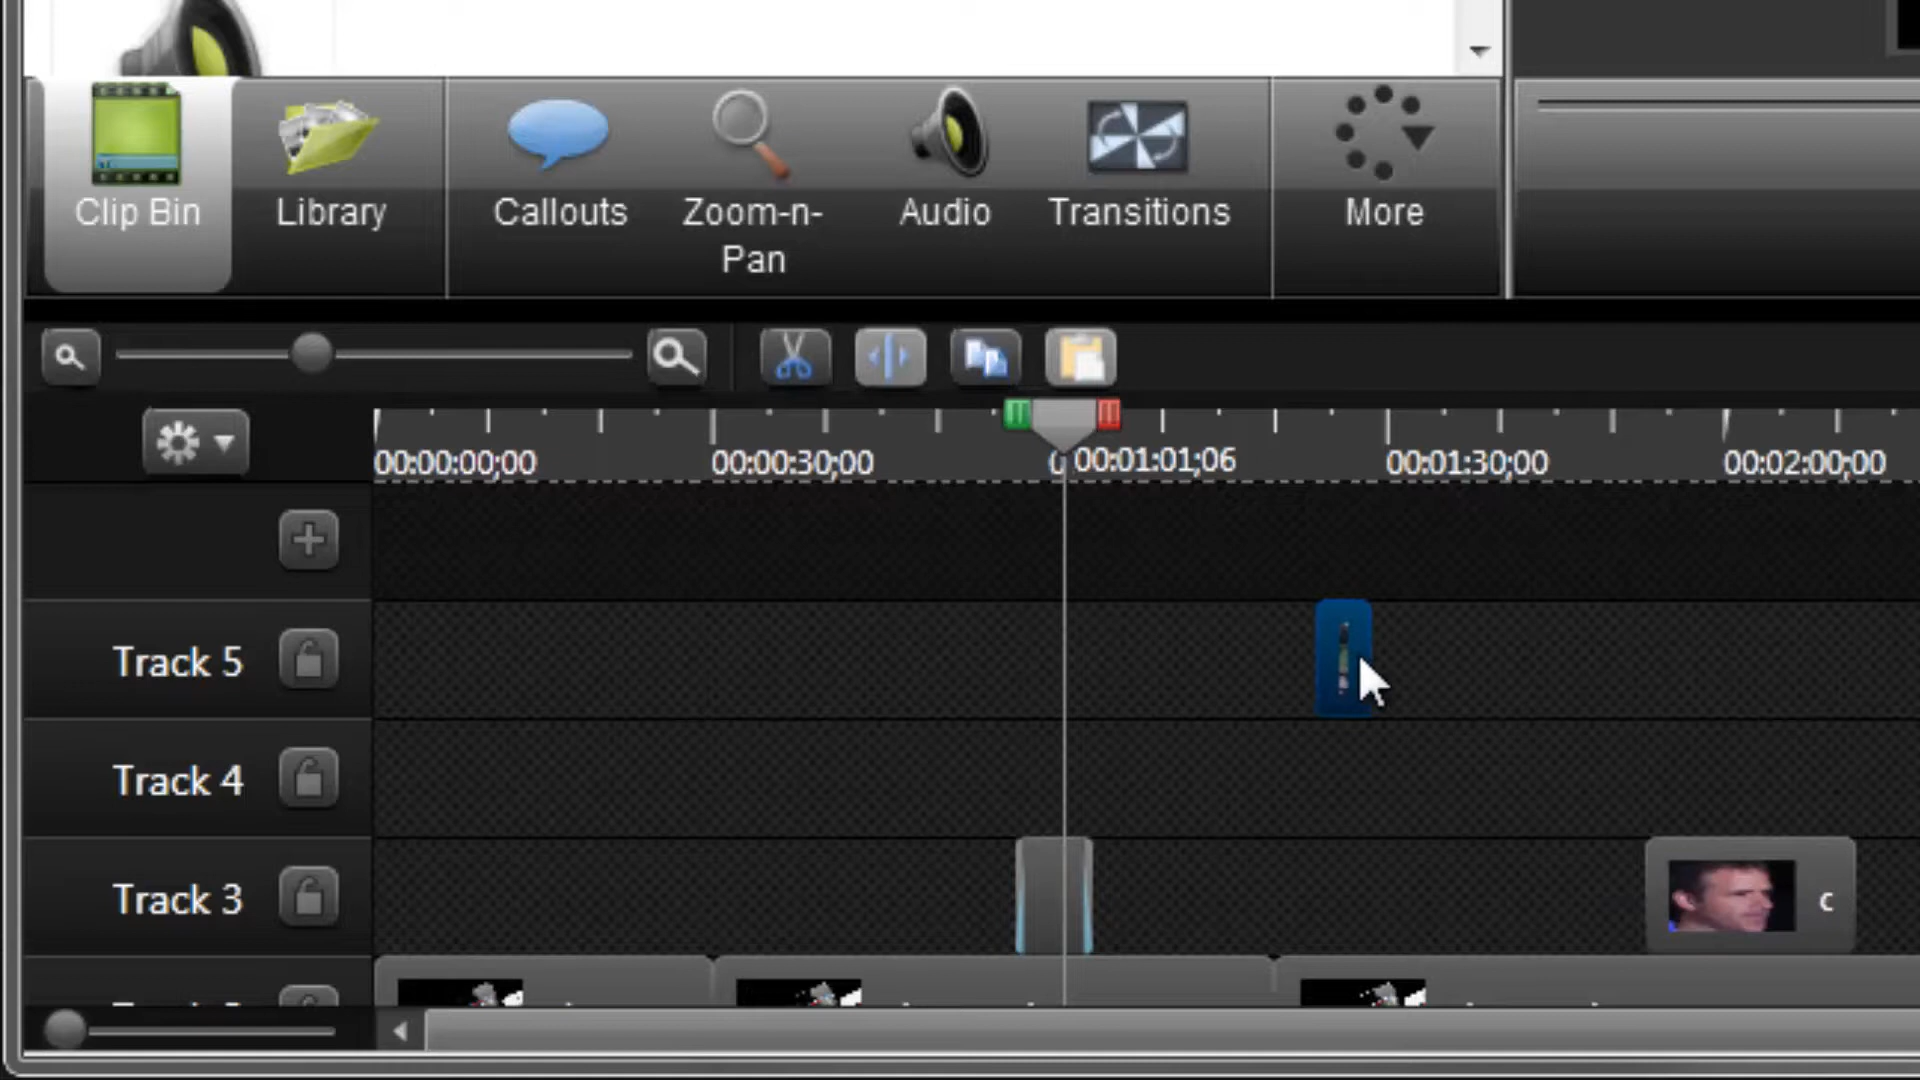 Clip Bin
Library
Callouts
Zoom-n-
Pan
Audio
Transitions
More
00:00:00;00
00:00:30;00
00:01:01;06
00:01:30;00
00:02:00;00
Track 5
Track 4
Track 3
c